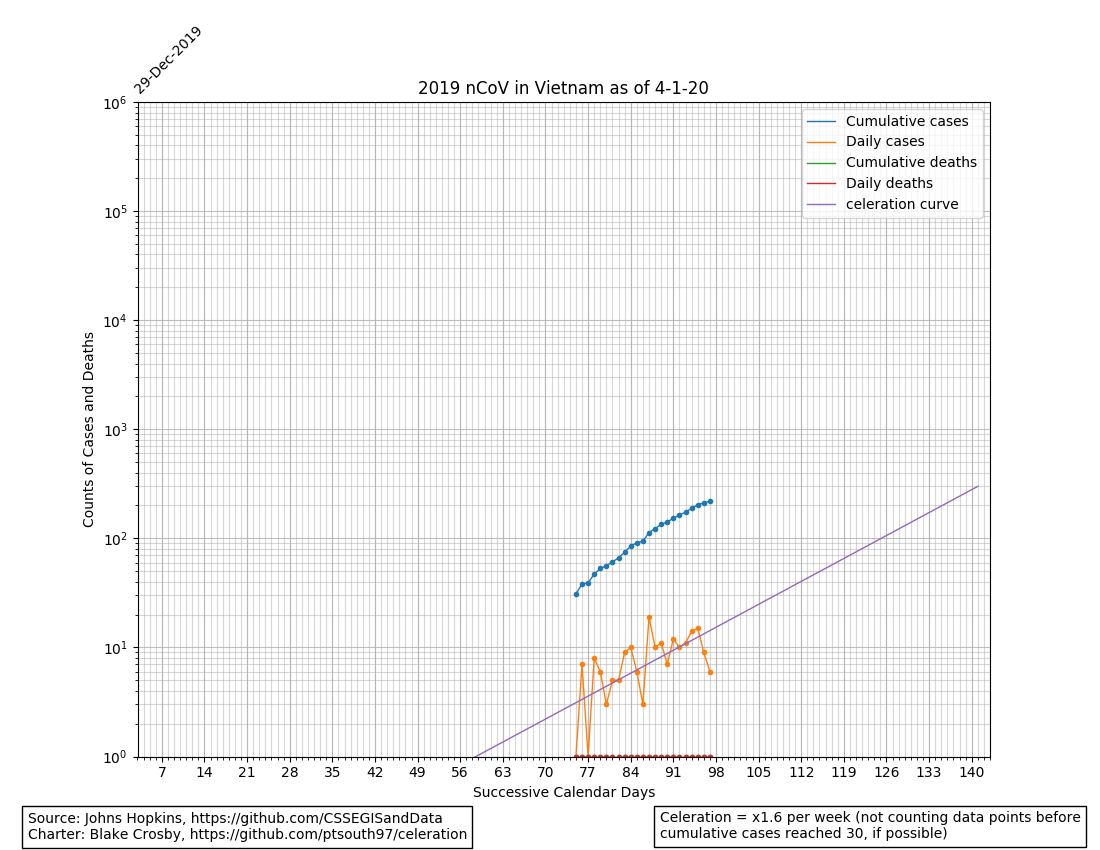 29-Dec-2019
2019 nCoV in Vietnam as of 4-1-20
Cumulative cases
Daily cases
Cumulative deaths
Daily deaths
celeration curve
10^6
10^5
10^4
10^3
10^2
10^1
10^0
Counts of Cases and Deaths
7 14 21 28 35 42 49 56 63 70 77 84 91 98 105 112 119 126 133 140
Successive Calendar Days
Source: Johns Hopkins, https://github.com/CSSEGISandData
Charter: Blake Crosby, https://github.com/ptsouth97/celeration
Celeration = x1.6 per week (not counting data points before
cumulative cases reached 30, if possible)